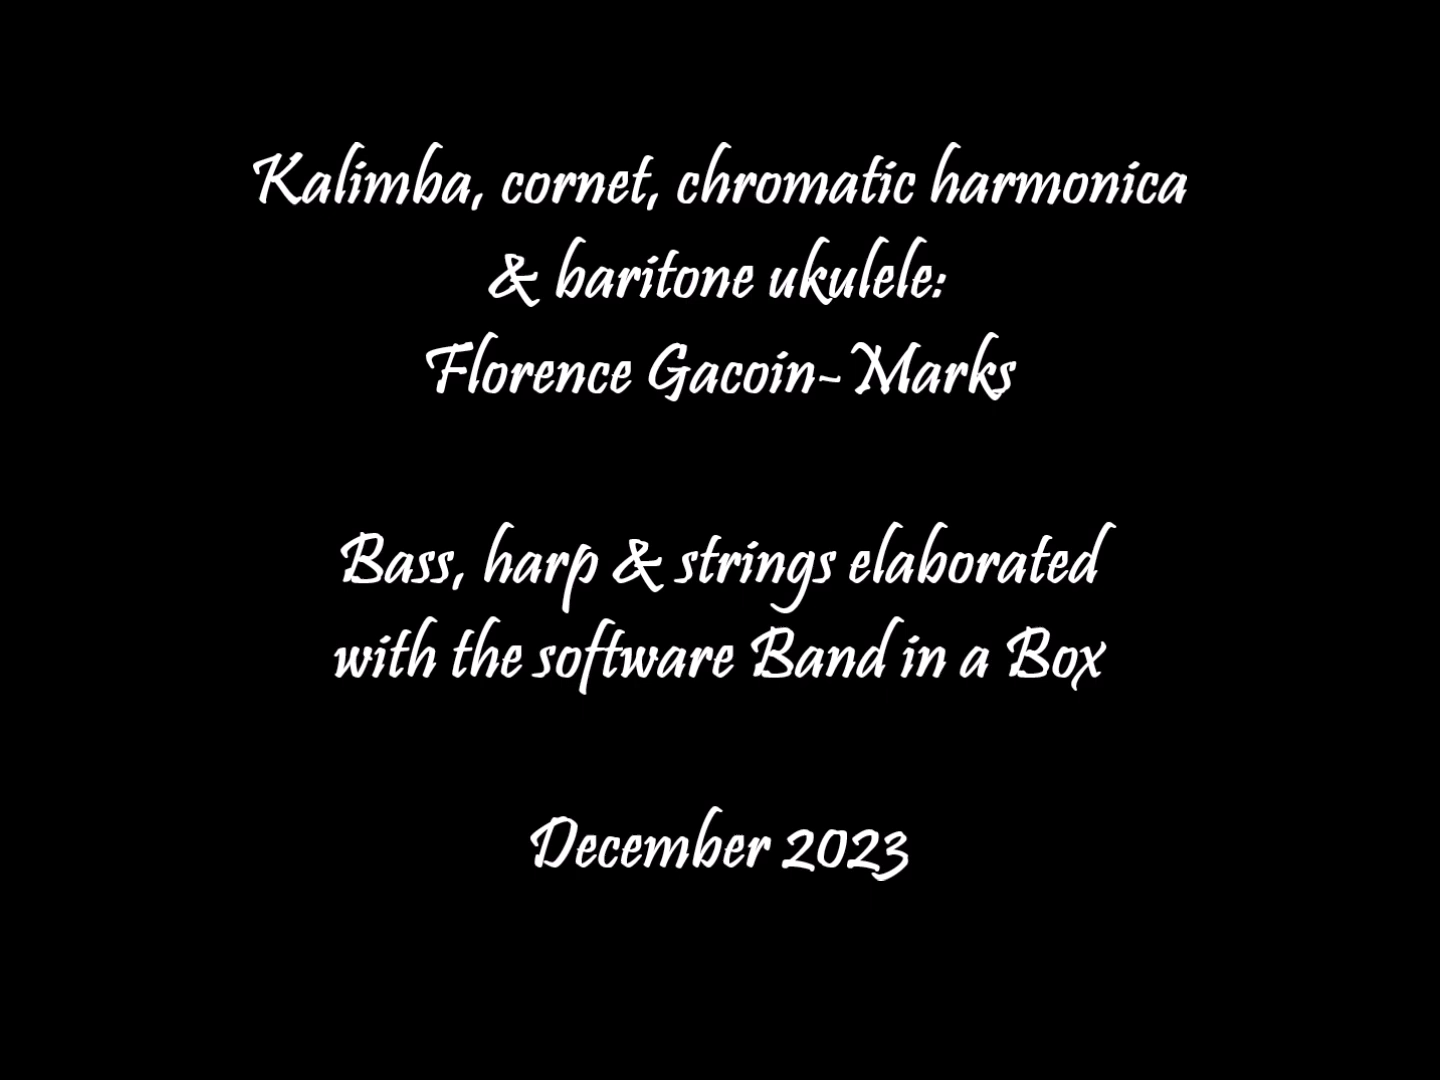 Kalimba, cornet, chromatic harmonica
& baritone ukulele:
Florence Gacoin-Marks
Bass, harp & strings elaborated
with the software Band in a Box
December 2023